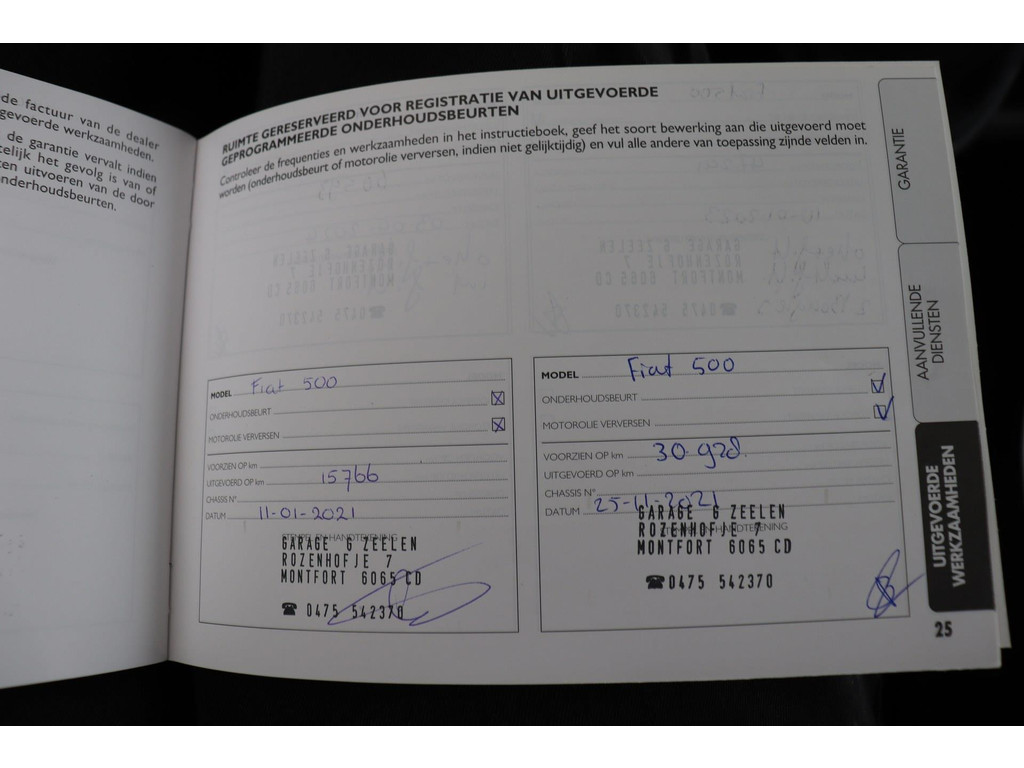 de factuur van de dealer
gevoerde werkzaamheden.
de garantie vervalt indien
telijk het gevolg is van of
ten uitvoeren van de door
nderhoudsbeurten.
RUIMTE GERESERVEERD VOOR REGISTRATIE VAN UITGEVOERDE
GEPROGRAMMEERDE ONDERHOUDSBEURTEN
Controleer de frequenties en werkzaamheden in het instructieboek, geef het soort bewerking aan die uitgevoerd moet
worden (onderhoudsbeurt of motorolie verversen, indien niet gelijktijdig) en vul alle andere van toepassing zijnde velden in.
MODEL Fiat 500
ONDERHOUDSBEURT
MOTOROLIE VERVERSEN
VOORZIEN OP km
UITGEVOERD OP km 15766
CHASSIS N°
DATUM 11-01-2021
GARAGE G ZEELEN
ROZENHOFJE 7
MONTFORT 6065 CD
☎ 0475 542370
MODEL Fiat 500
ONDERHOUDSBEURT
MOTOROLIE VERVERSEN
VOORZIEN OP km 30.928.
UITGEVOERD OP km
CHASSIS N°
DATUM 25-11-2021
GARAGE G ZEELEN
ROZENHOFJE 7
MONTFORT 6065 CD
☎0475 542370
GARANTIE
AANVULLENDE
DIENSTEN
UITGEVOERDE
WERKZAAMHEDEN
25